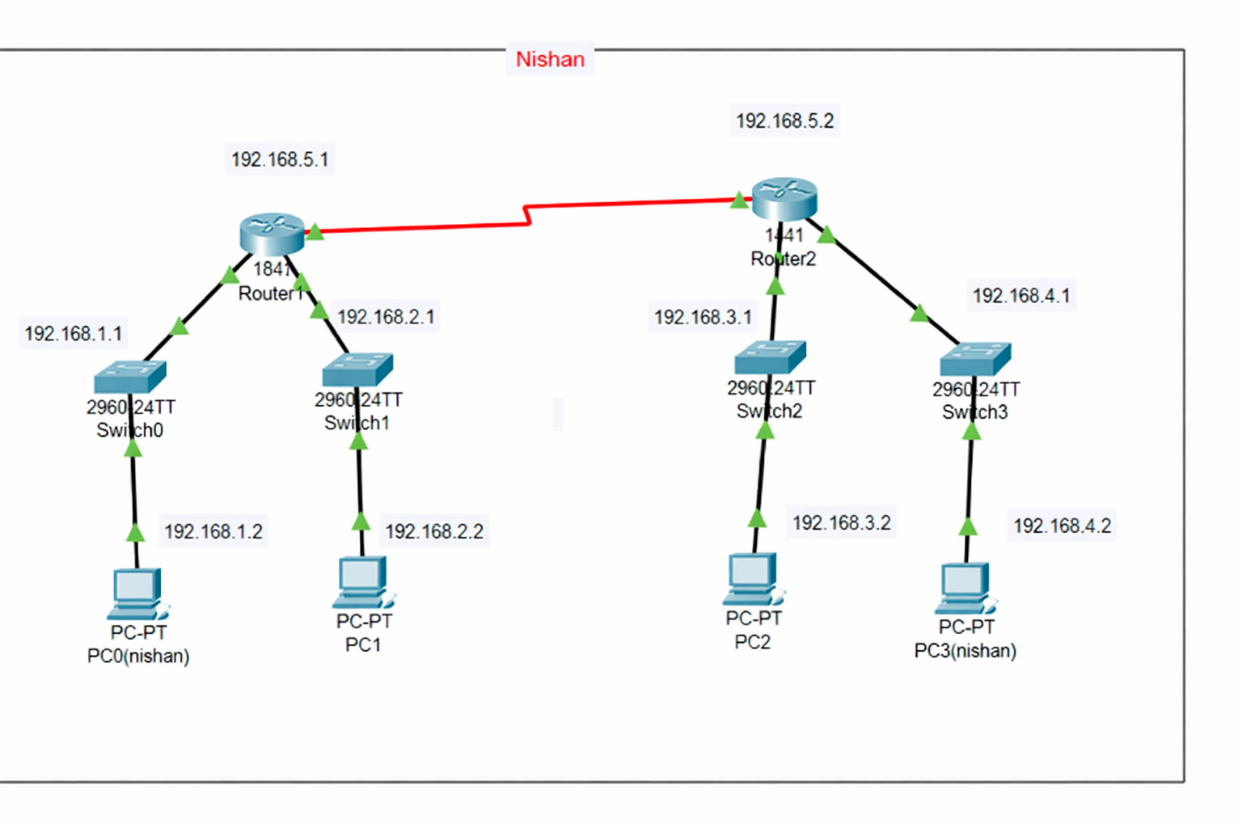 Nishan
192.168.5.1
192.168.5.2
1841
Router1
1441
Router2
192.168.1.1
192.168.2.1
192.168.3.1
192.168.4.1
2960-24TT
Switch0
2960-24TT
Switch1
2960-24TT
Switch2
2960-24TT
Switch3
192.168.1.2
192.168.2.2
192.168.3.2
192.168.4.2
PC-PT
PC0(nishan)
PC-PT
PC1
PC-PT
PC2
PC-PT
PC3(nishan)